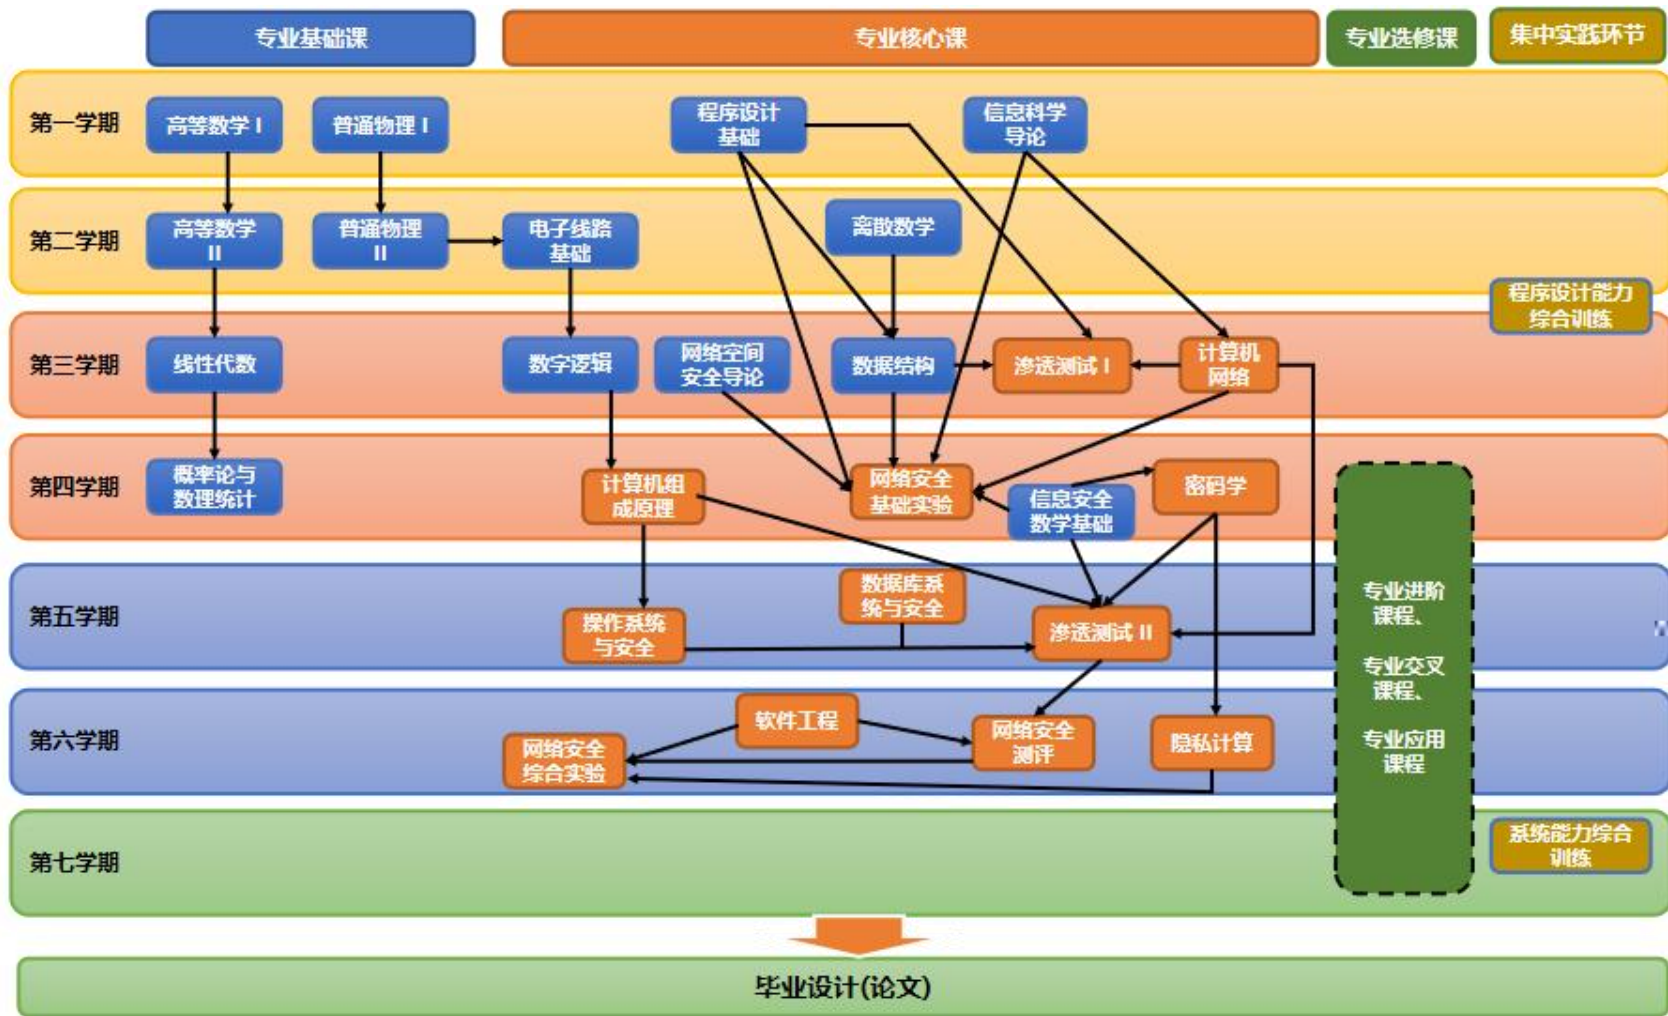 专业基础课
专业核心课
专业选修课
集中实践环节
第一学期
高等数学 I
普通物理 I
程序设计
基础
信息科学
导论
第二学期
高等数学
II
普通物理
II
电子线路
基础
离散数学
程序设计能力
综合训练
第三学期
线性代数
数字逻辑
网络空间
安全导论
数据结构
渗透测试 I
计算机
网络
第四学期
概率论与
数理统计
计算机组
成原理
网络安全
基础实验
信息安全
数学基础
密码学
第五学期
操作系统
与安全
数据库系
统与安全
渗透测试 II
专业进阶
课程、
专业交叉
课程、
专业应用
课程
第六学期
网络安全
综合实验
软件工程
网络安全
测评
隐私计算
第七学期
系统能力综合
训练
毕业设计(论文)